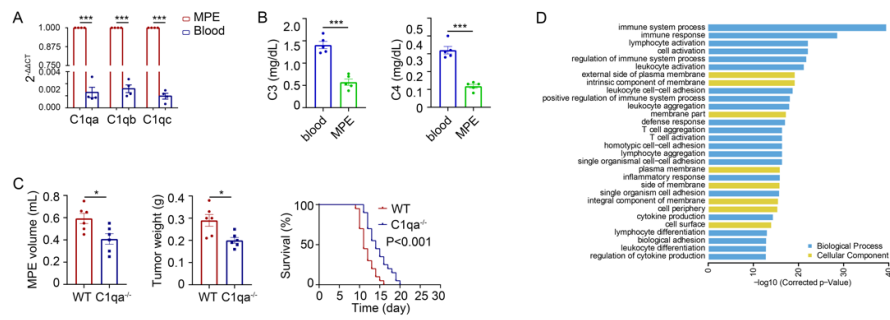 A
MPE
Blood
***
***
***
1.000
0.875
0.750
0.004
0.002
0.000
2^-ΔΔCT
C1qa
C1qb
C1qc
B
***
2.0
1.5
1.0
0.5
0
C3 (mg/dL)
blood
MPE
***
0.5
0.4
0.3
0.2
0.1
0
C4 (mg/dL)
blood
MPE
C
*
0.8
0.6
0.4
0.2
0
MPE volume (mL)
WT C1qa-/-
*
0.4
0.3
0.2
0.1
0
Tumor weight (g)
WT C1qa-/-
WT
C1qa-/-
P<0.001
100
50
0
Survival (%)
0 5 10 15 20 25 30
Time (day)
D
immune system process
immune response
lymphocyte activation
cell activation
regulation of immune system process
leukocyte activation
external side of plasma membrane
intrinsic component of membrane
leukocyte cell-cell adhesion
positive regulation of immune system process
leukocyte aggregation
membrane part
defense response
T cell aggregation
T cell activation
homotypic cell-cell adhesion
lymphocyte aggregation
single organismal cell-cell adhesion
plasma membrane
inflammatory response
side of membrane
single organism cell adhesion
integral component of membrane
cell periphery
cytokine production
cell surface
lymphocyte differentiation
biological adhesion
leukocyte differentiation
regulation of cytokine production
Biological Process
Cellular Component
0 10 20 30 40
-log10 (Corrected p-Value)